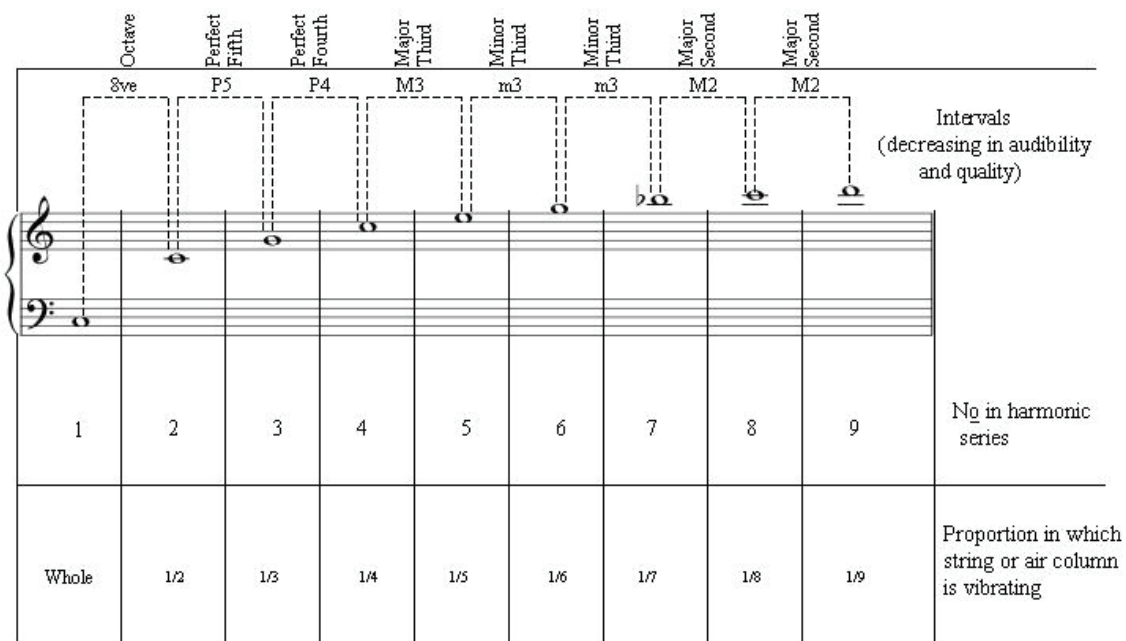 Octave
Perfect
Fifth
Perfect
Fourth
Major
Third
Minor
Third
Minor
Third
Major
Second
Major
Second
8ve P5 P4 M3 m3 m3 M2 M2
Intervals
(decreasing in audibility
and quality)
1 2 3 4 5 6 7 8 9
No in harmonic
series
Whole 1/2 1/3 1/4 1/5 1/6 1/7 1/8 1/9
Proportion in which
string or air column
is vibrating